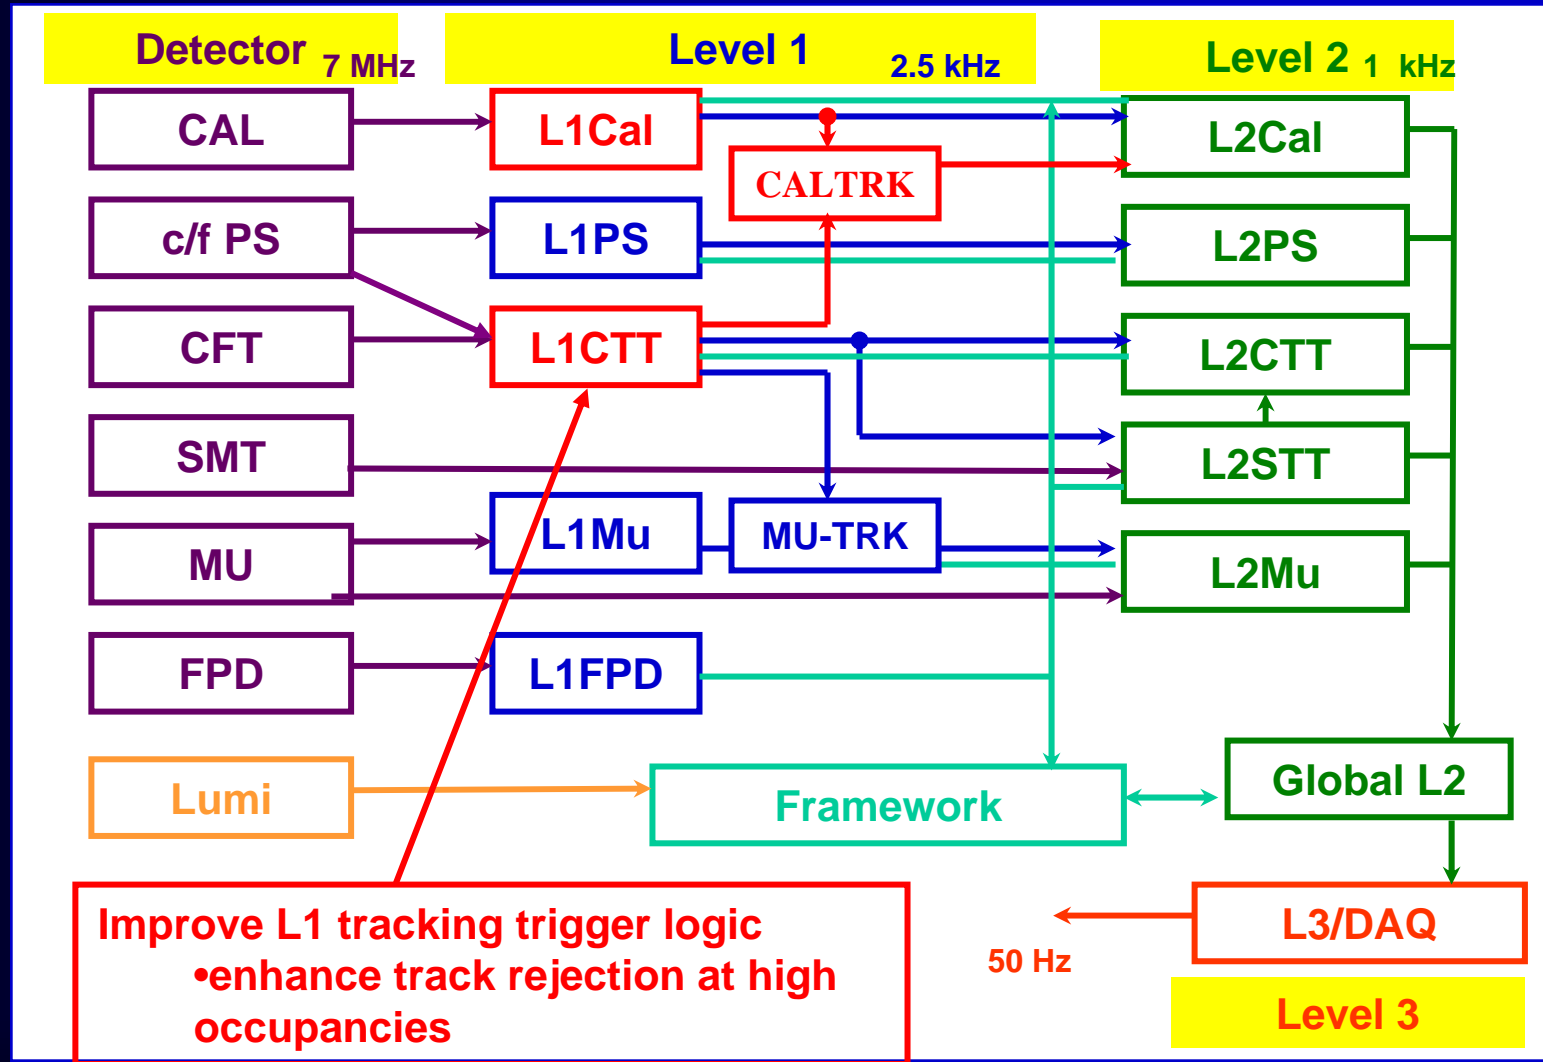 Detector 7 MHz
Level 1 2.5 kHz
Level 2 1 kHz
CAL
L1Cal
CALTRK
L2Cal
c/f PS
L1PS
L2PS
CFT
L1CTT
L2CTT
SMT
L2STT
MU
L1Mu
MU-TRK
L2Mu
FPD
L1FPD
Lumi
Framework
Global L2
Improve L1 tracking trigger logic
•enhance track rejection at high
occupancies
50 Hz
L3/DAQ
Level 3